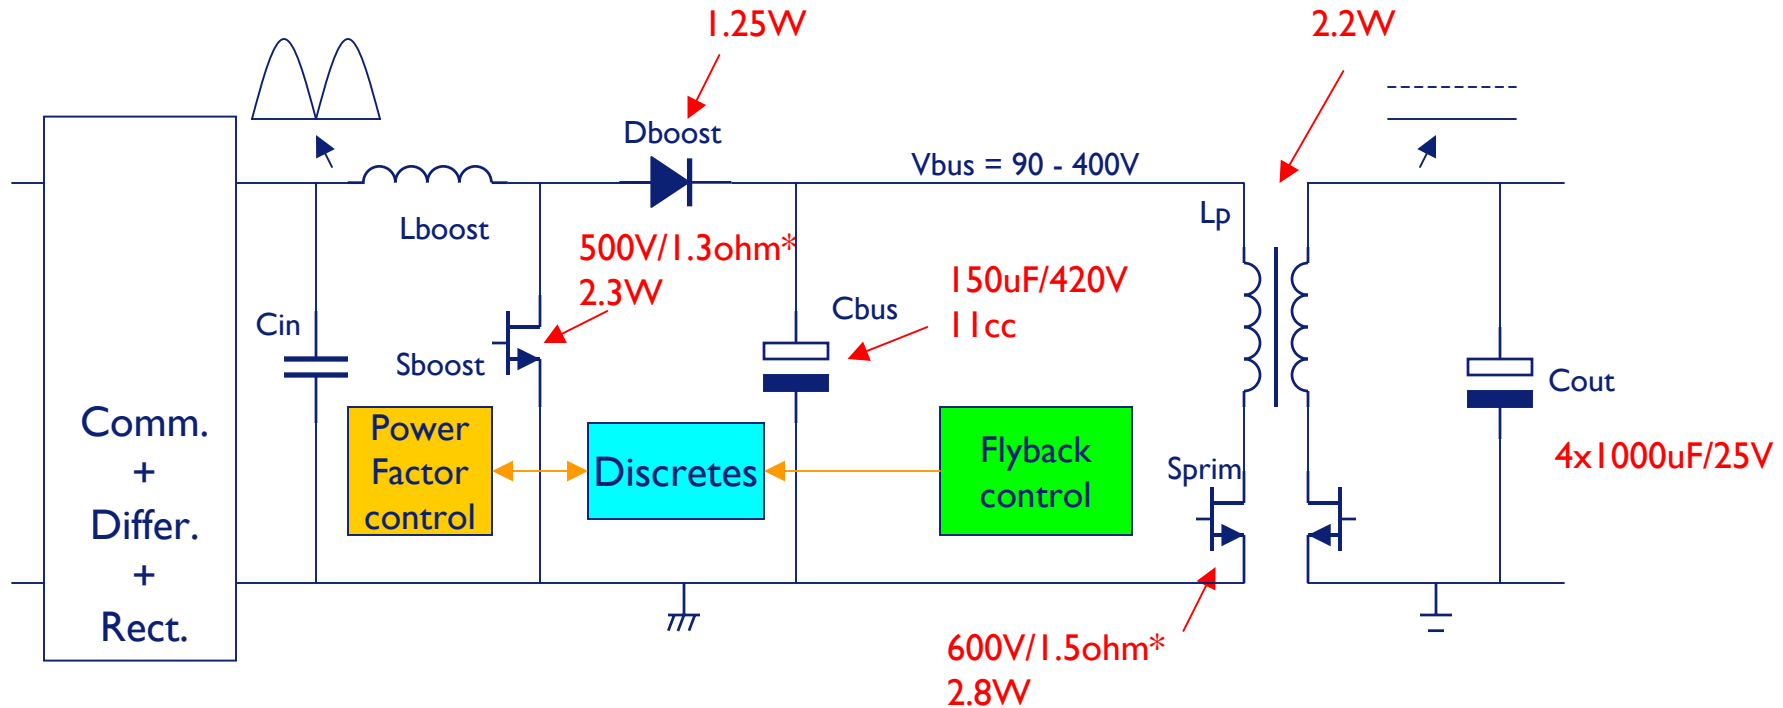 1.25W
2.2W
Dboost
Vbus = 90 - 400V
Lboost
Lp
500V/1.3ohm*
2.3W
150uF/420V
11cc
Cbus
Cin
Sboost
Cout
Comm.
+
Differ.
+
Rect.
Power
Factor
control
Discretes
Flyback
control
Sprim
4x1000uF/25V
600V/1.5ohm*
2.8W